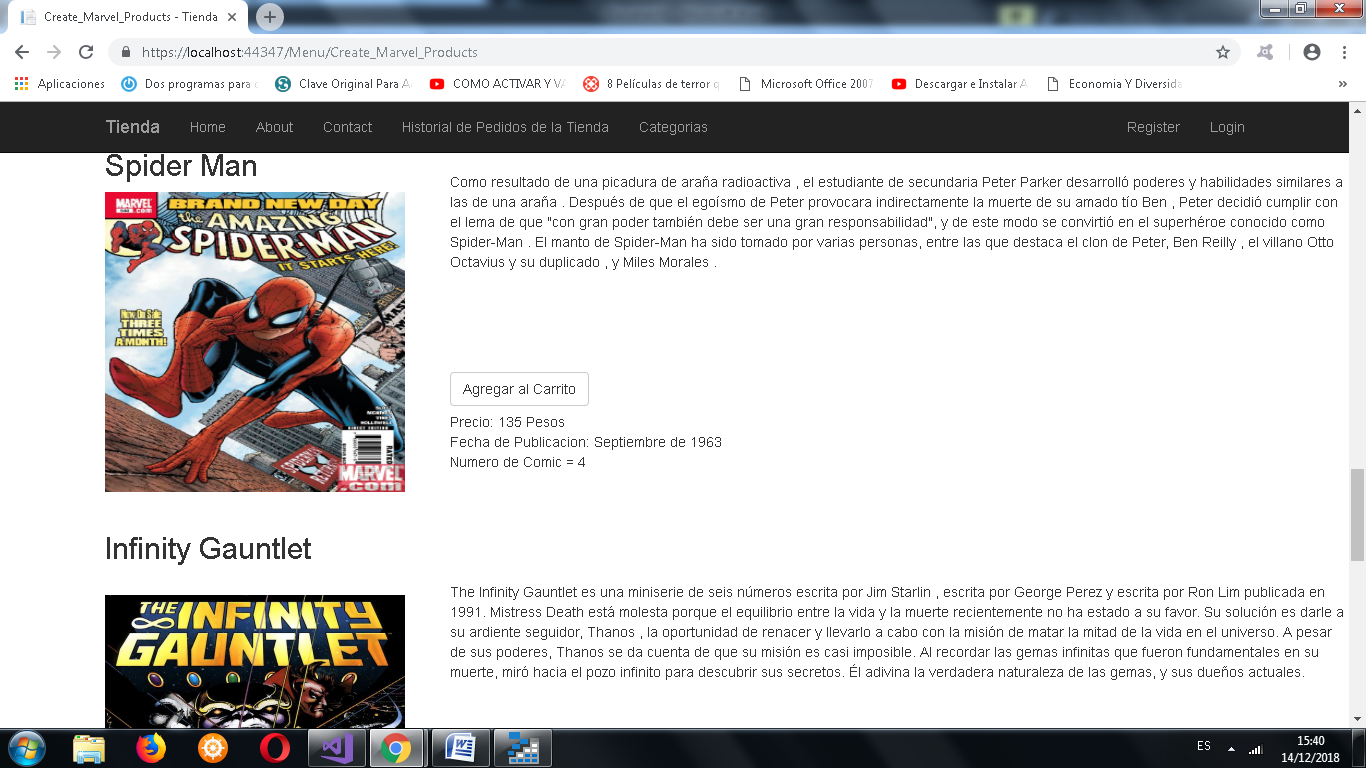 Create_Marvel_Products - Tienda
https://localhost:44347/Menu/Create_Marvel_Products
Aplicaciones
Dos programas para
Clave Original Para A
COMO ACTIVAR Y VA
8 Películas de terror q
Microsoft Office 2007
Descargar e Instalar A
Economia Y Diversida
Tienda
Home
About
Contact
Historial de Pedidos de la Tienda
Categorias
Register
Login
Spider Man
MARVEL
.com
BRAND NEW DAY
the AMAZING
SPIDER-MAN
IT STARTS HERE!
Now On Sale
THREE
TIMES
A MONTH!
DIRECT EDITION
MARVEL
.com
Como resultado de una picadura de araña radioactiva , el estudiante de secundaria Peter Parker desarrolló poderes y habilidades similares a
las de una araña . Después de que el egoísmo de Peter provocara indirectamente la muerte de su amado tío Ben , Peter decidió cumplir con
el lema de que "con gran poder también debe ser una gran responsabilidad", y de este modo se convirtió en el superhéroe conocido como
Spider-Man . El manto de Spider-Man ha sido tomado por varias personas, entre las que destaca el clon de Peter, Ben Reilly , el villano Otto
Octavius y su duplicado , y Miles Morales .
Agregar al Carrito
Precio: 135 Pesos
Fecha de Publicacion: Septiembre de 1963
Numero de Comic = 4
Infinity Gauntlet
THE INFINITY
GAUNTLET
The Infinity Gauntlet es una miniserie de seis números escrita por Jim Starlin , escrita por George Perez y escrita por Ron Lim publicada en
1991. Mistress Death está molesta porque el equilibrio entre la vida y la muerte recientemente no ha estado a su favor. Su solución es darle a
su ardiente seguidor, Thanos , la oportunidad de renacer y llevarlo a cabo con la misión de matar la mitad de la vida en el universo. A pesar
de sus poderes, Thanos se da cuenta de que su misión es casi imposible. Al recordar las gemas infinitas que fueron fundamentales en su
muerte, miró hacia el pozo infinito para descubrir sus secretos. Él adivina la verdadera naturaleza de las gemas, y sus dueños actuales.
ES
15:40
14/12/2018